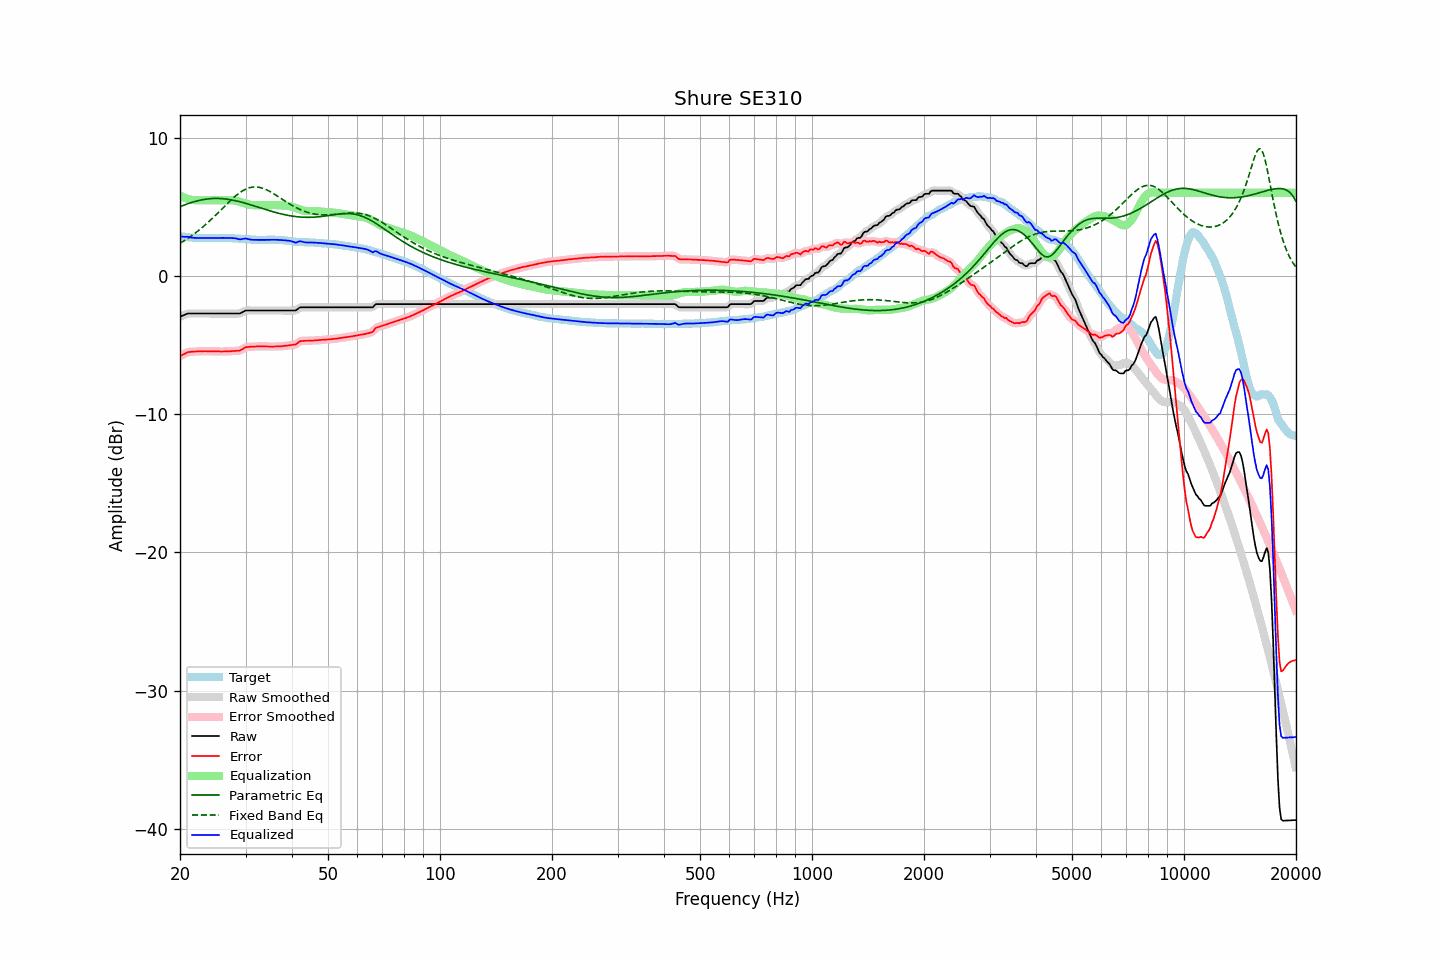 Shure SE310
Amplitude (dBr)
10
0
−10
−20
−30
−40
Target
Raw Smoothed
Error Smoothed
Raw
Error
Equalization
Parametric Eq
Fixed Band Eq
Equalized
20 50 100 200 500 1000 2000 5000 10000 20000
Frequency (Hz)